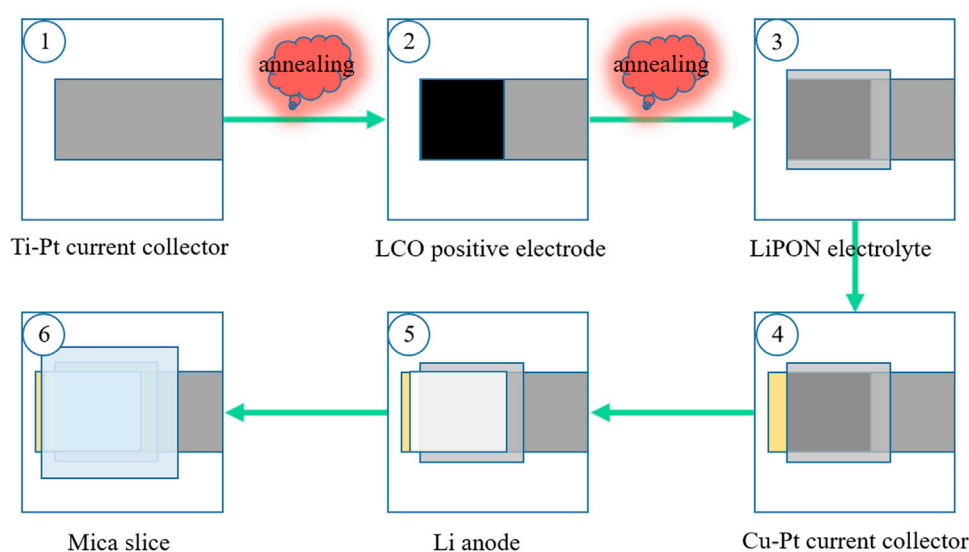 1
annealing
2
annealing
3
Ti-Pt current collector
LCO positive electrode
LiPON electrolyte
6
5
4
Mica slice
Li anode
Cu-Pt current collector